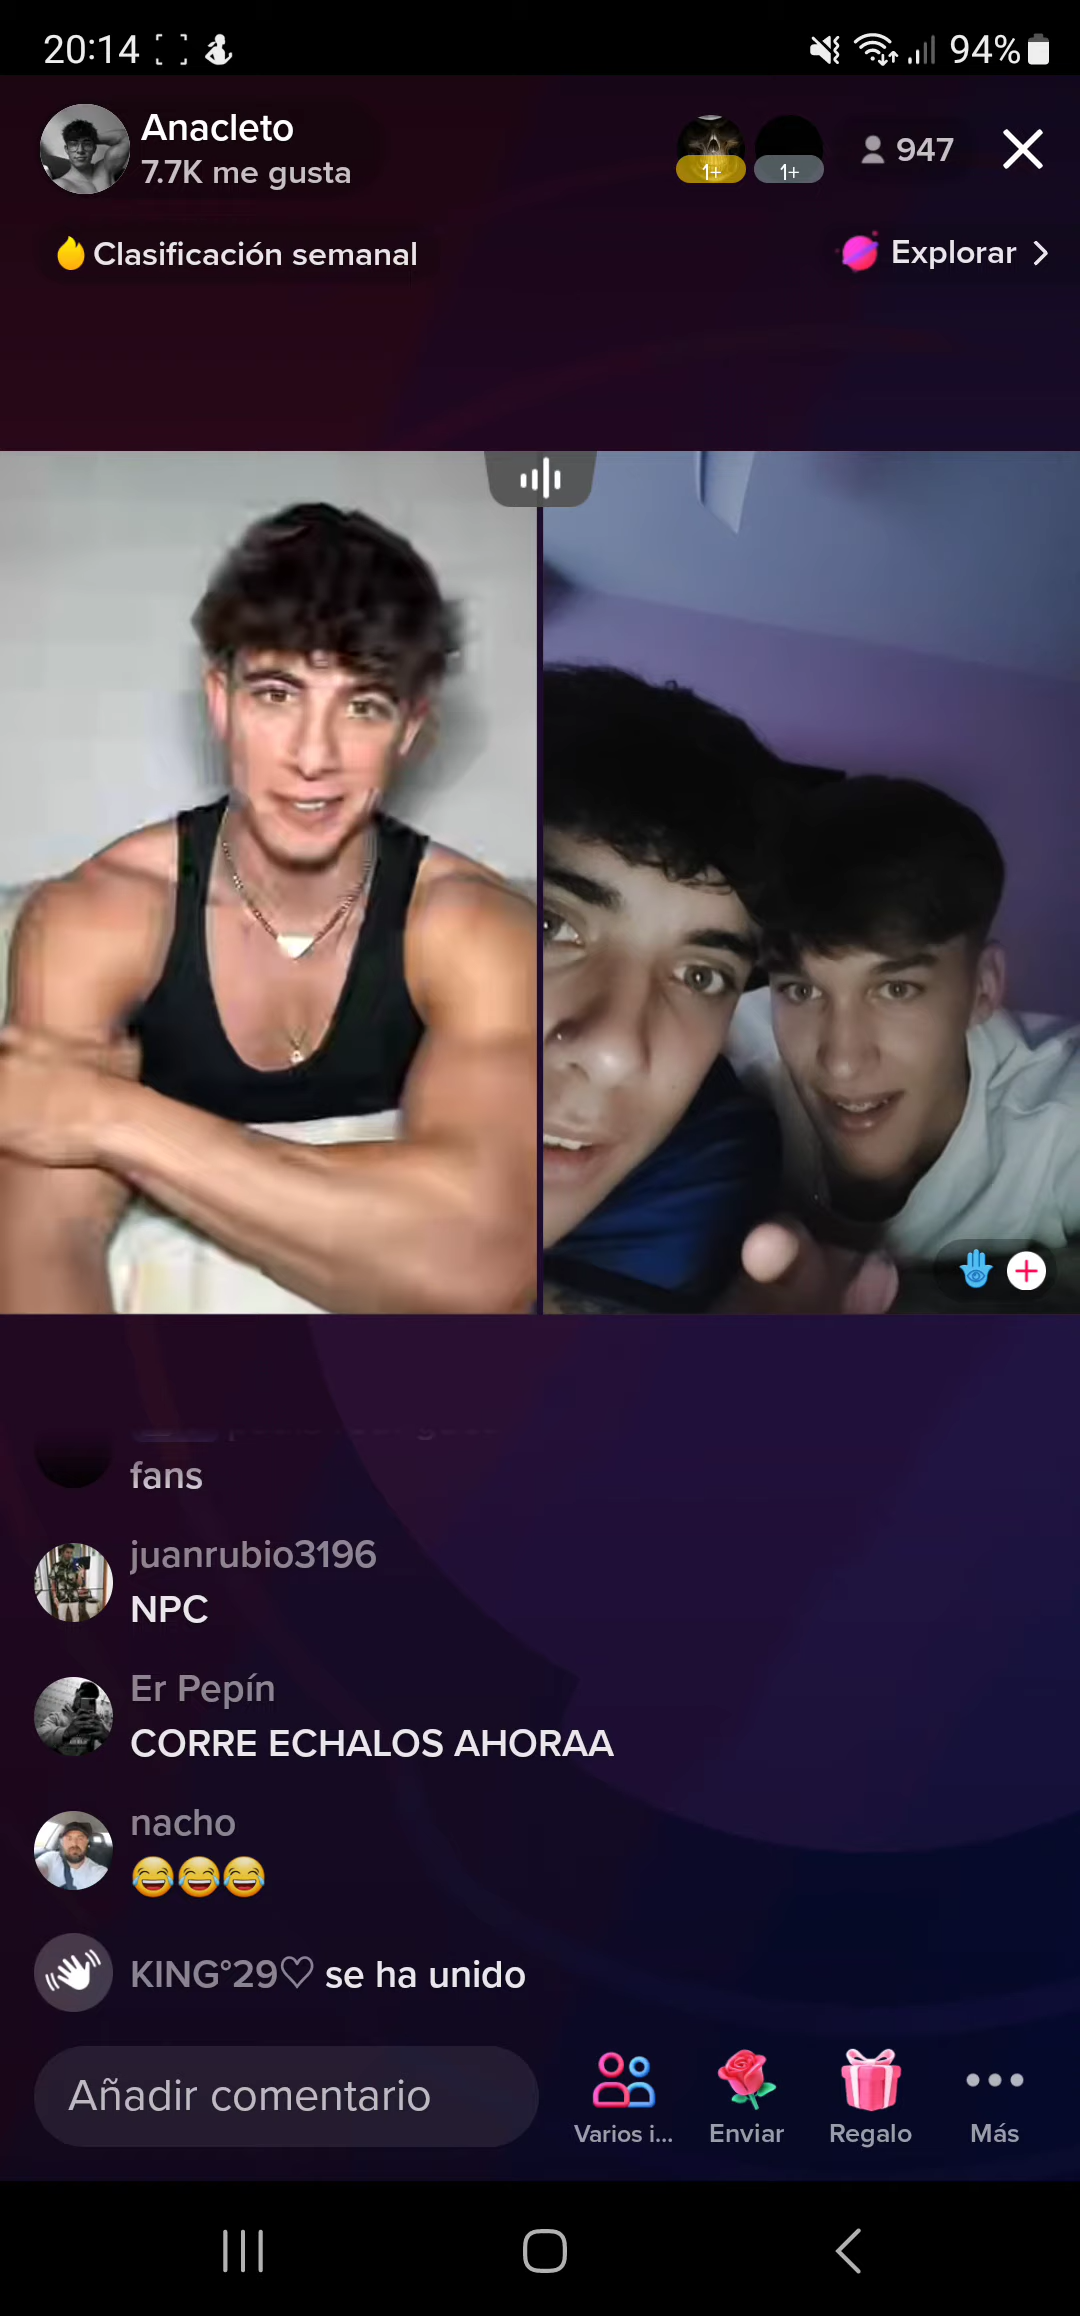 20:14
94%
Anacleto
7.7K me gusta
1+
1+
947
Clasificación semanal
Explorar
fans
juanrubio3196
NPC
Er Pepín
CORRE ECHALOS AHORAA
nacho
😂😂😂
KING°29♡ se ha unido
Añadir comentario
Varios i...
Enviar
Regalo
Más